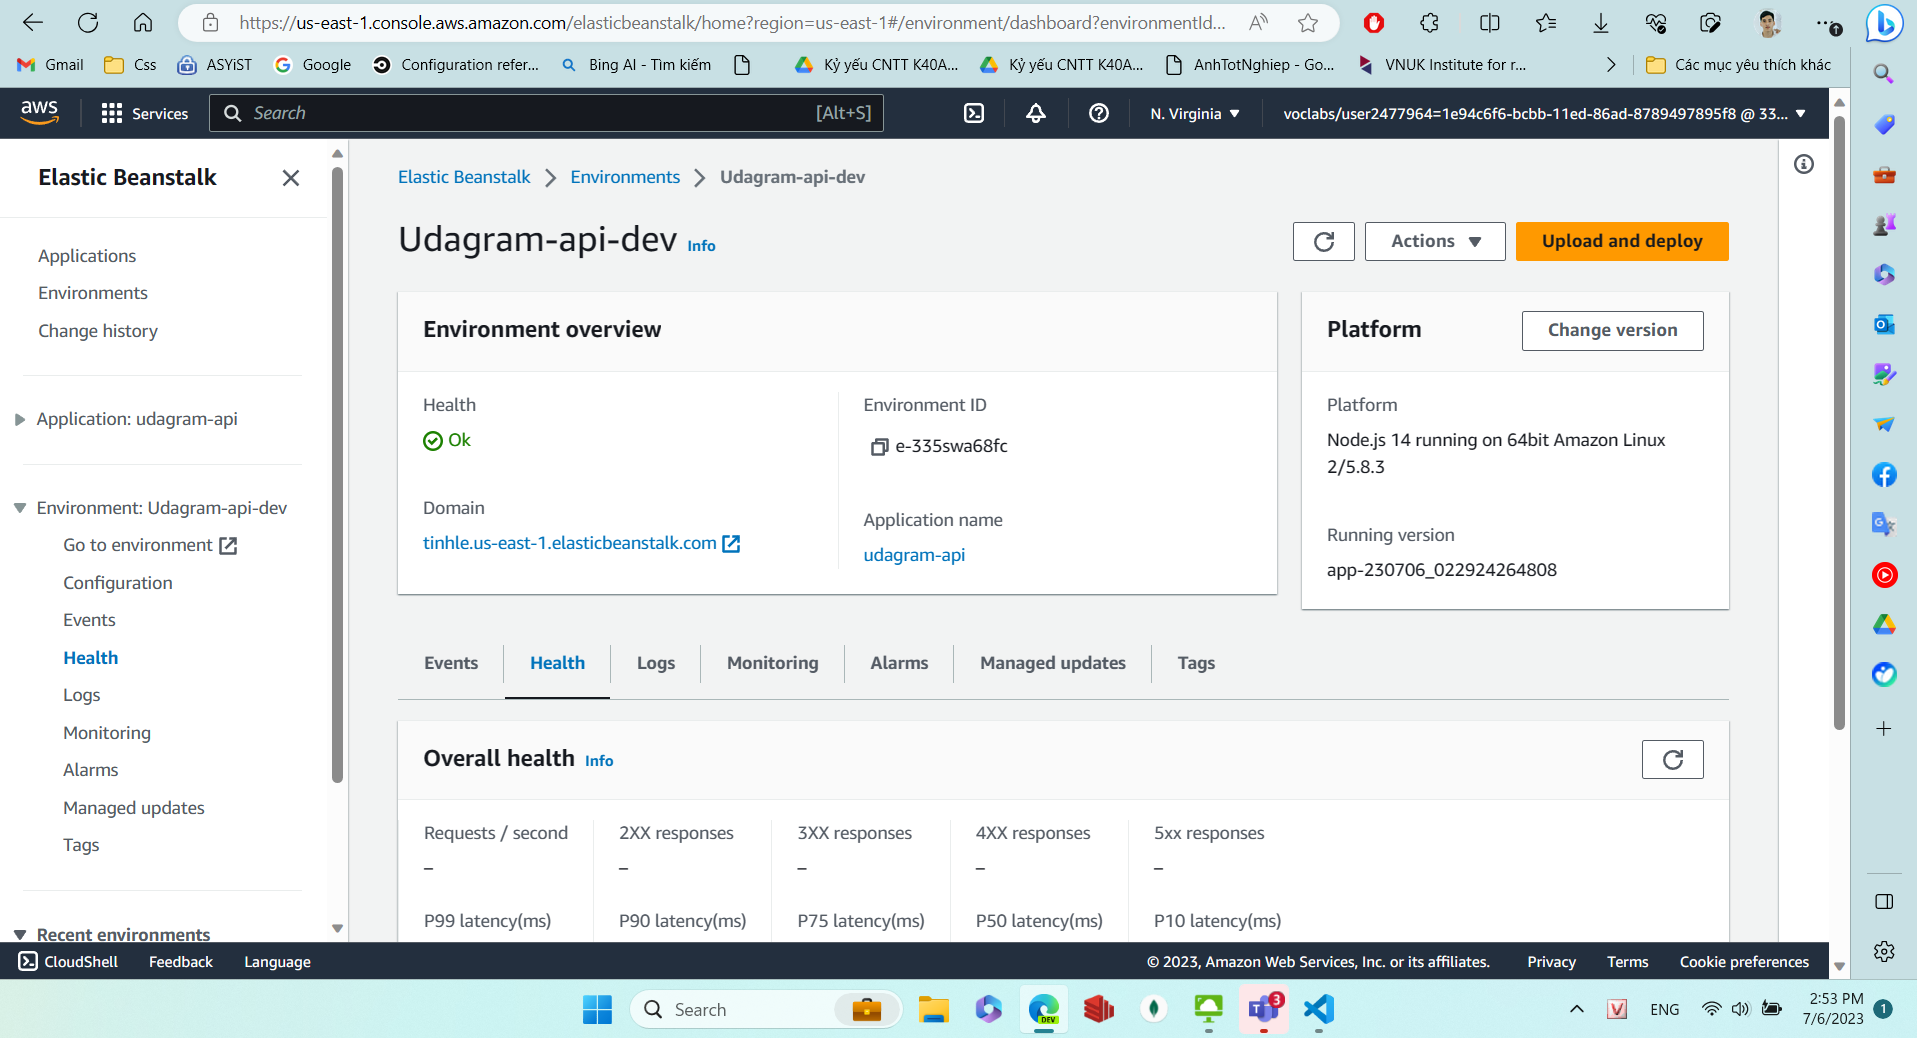 https://us-east-1.console.aws.amazon.com/elasticbeanstalk/home?region=us-east-1#/environment/dashboard?environmentId...
Gmail
Css
ASYiST
Google
Configuration refer...
Bing AI - Tìm kiếm
Kỷ yếu CNTT K40A...
Kỷ yếu CNTT K40A...
AnhTotNghiep - Go...
VNUK Institute for r...
Các mục yêu thích khác
aws
Services
Search
[Alt+S]
N. Virginia
voclabs/user2477964=1e94c6f6-bcbb-11ed-86ad-8789497895f8 @ 33...
Elastic Beanstalk
Applications
Environments
Change history
Application: udagram-api
Environment: Udagram-api-dev
Go to environment
Configuration
Events
Health
Logs
Monitoring
Alarms
Managed updates
Tags
Recent environments
Elastic Beanstalk
Environments
Udagram-api-dev
Udagram-api-dev Info
Actions
Upload and deploy
Environment overview
Health
Ok
Domain
tinhle.us-east-1.elasticbeanstalk.com
Environment ID
e-335swa68fc
Application name
udagram-api
Platform
Change version
Platform
Node.js 14 running on 64bit Amazon Linux
2/5.8.3
Running version
app-230706_022924264808
Events
Health
Logs
Monitoring
Alarms
Managed updates
Tags
Overall health Info
Requests / second
–
2XX responses
–
3XX responses
–
4XX responses
–
5xx responses
–
P99 latency(ms)
P90 latency(ms)
P75 latency(ms)
P50 latency(ms)
P10 latency(ms)
CloudShell
Feedback
Language
© 2023, Amazon Web Services, Inc. or its affiliates.
Privacy
Terms
Cookie preferences
Search
DEV
3
ENG
2:53 PM
7/6/2023
1